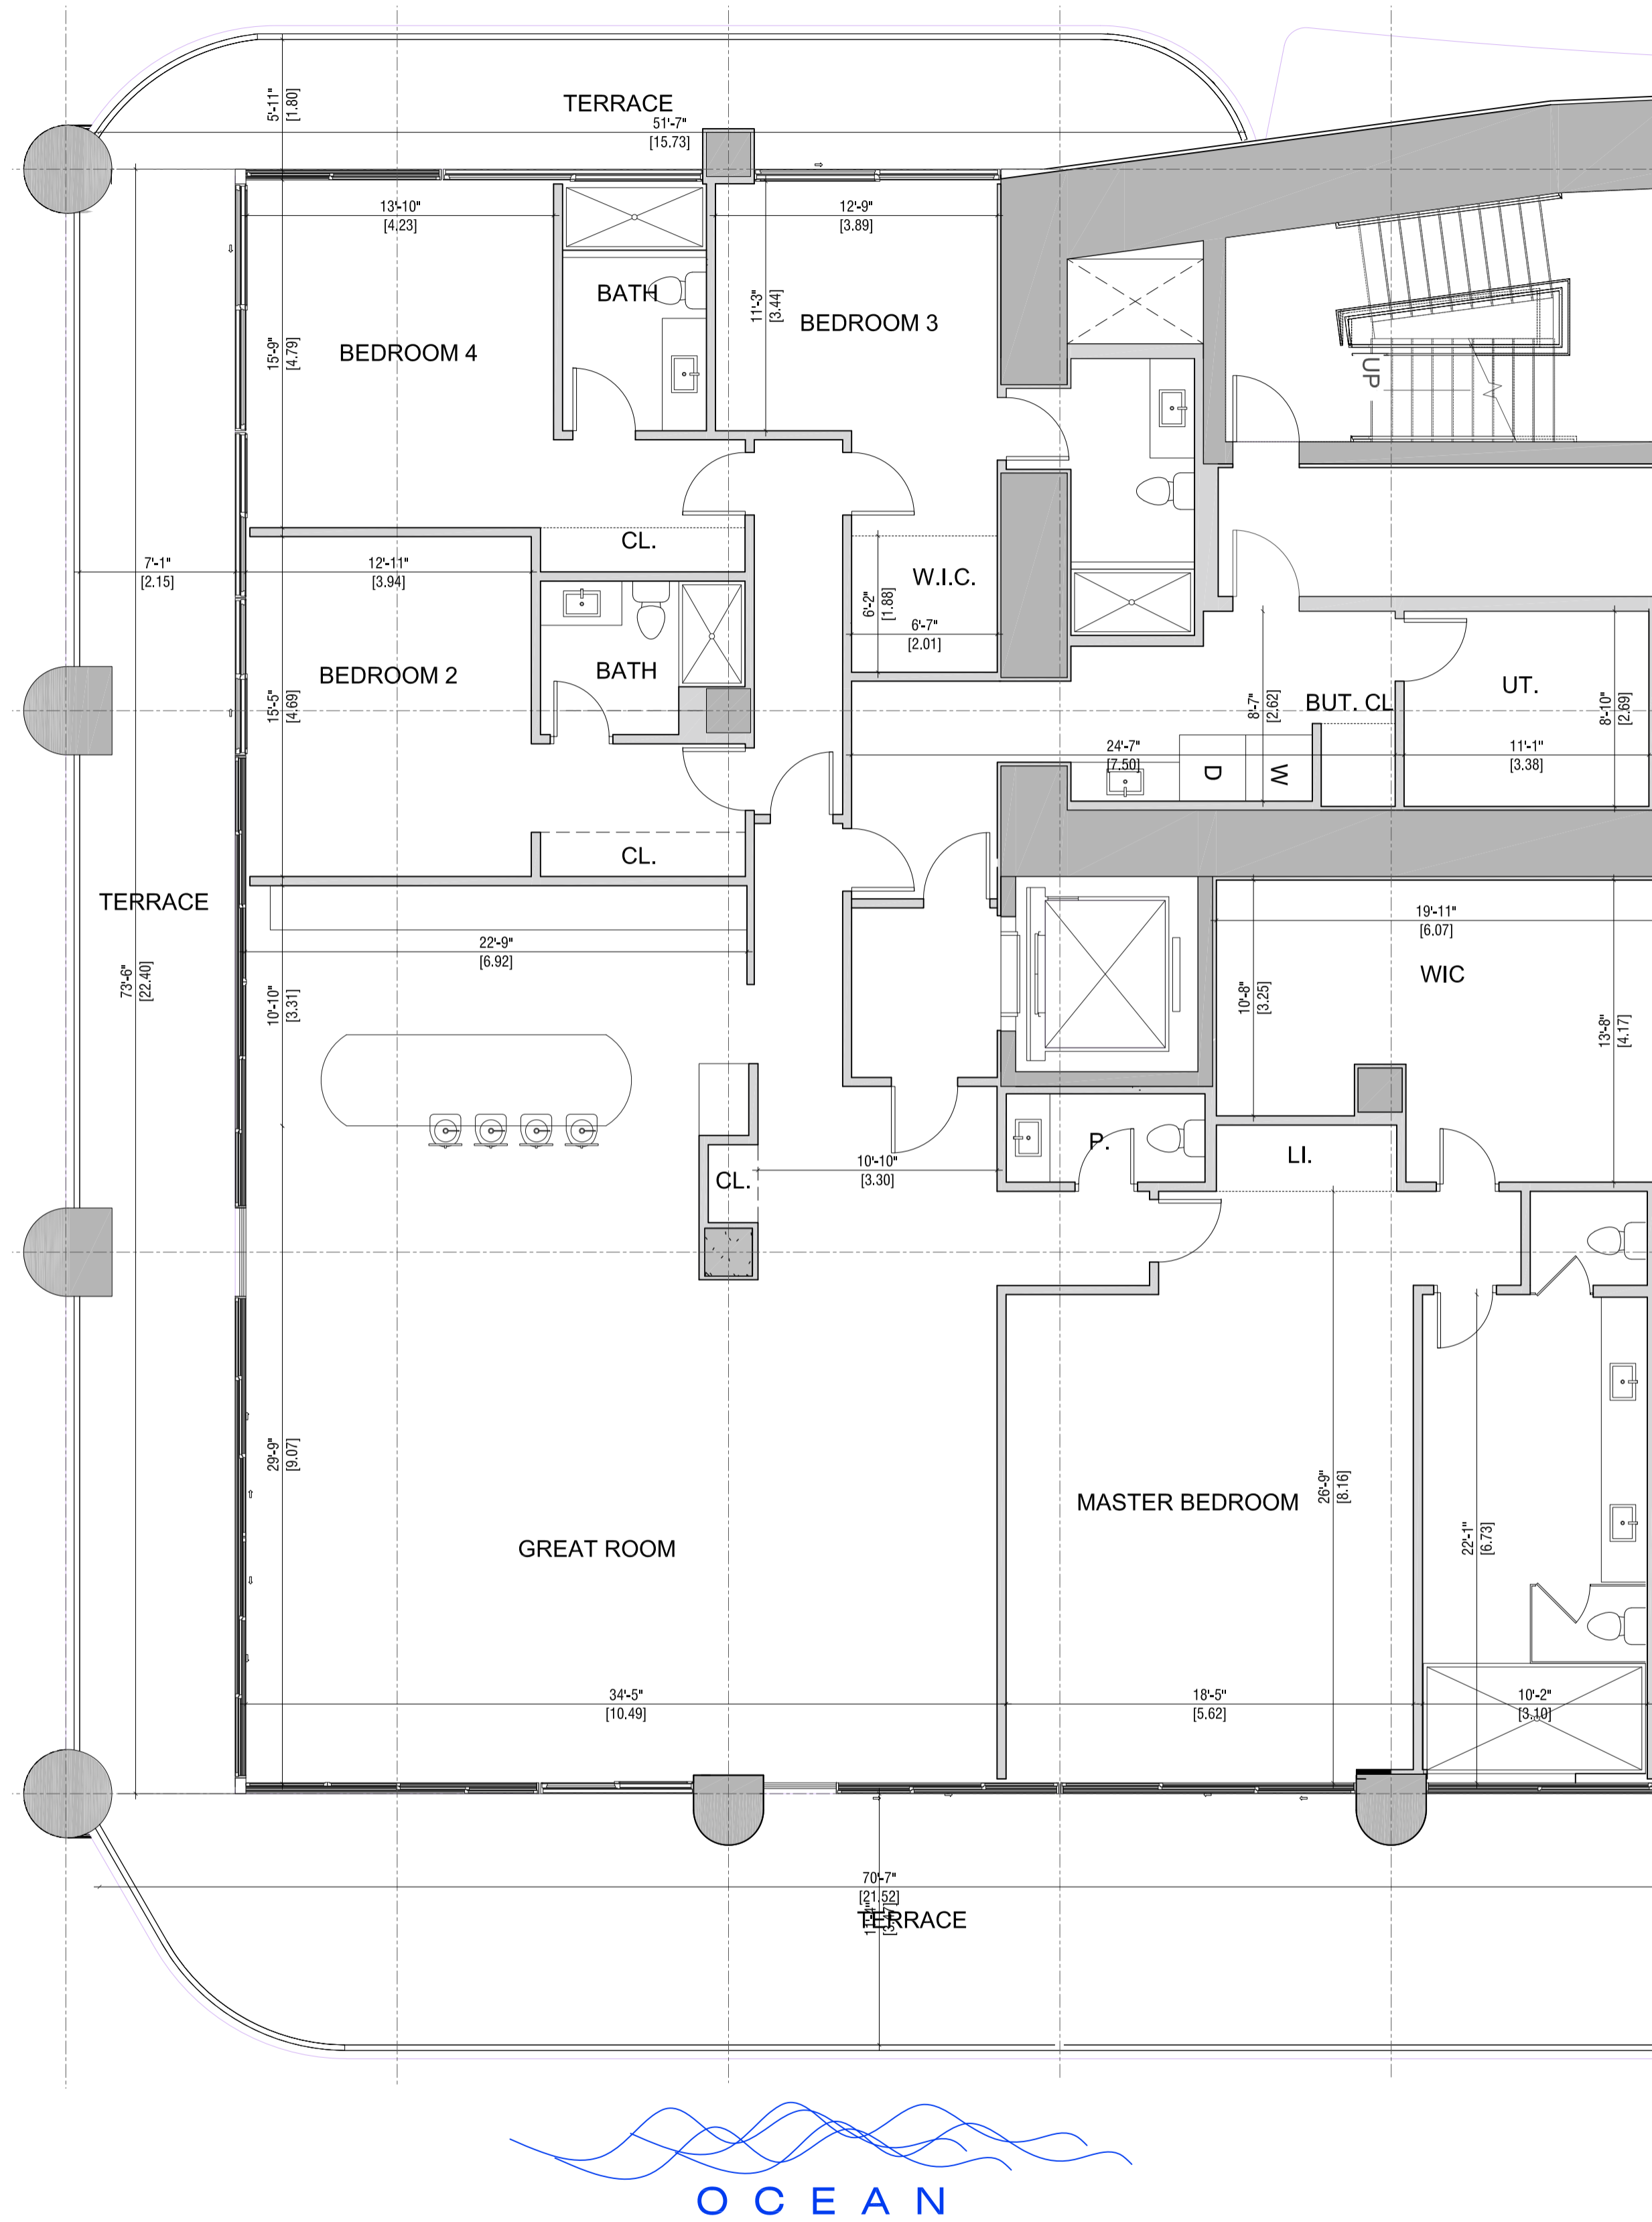 TERRACE
51'-7"
[15.73]
5'-11"
[1.80]
13'-10"
[4.23]
12'-9"
[3.89]
BATH
11'-3"
[3.44]
BEDROOM 3
15'-9"
[4.79]
BEDROOM 4
UP
CL.
7'-1"
[2.15]
12'-11"
[3.94]
W.I.C.
6'-2"
[1.88]
6'-7"
[2.01]
BEDROOM 2
BATH
15'-5"
[4.69]
8'-7"
[2.62]
BUT. CL
UT.
8'-10"
[2.69]
24'-7"
[7.50]
D
W
11'-1"
[3.38]
CL.
TERRACE
73'-6"
[22.40]
22'-9"
[6.92]
10'-10"
[3.31]
19'-11"
[6.07]
WIC
10'-8"
[3.25]
13'-8"
[4.17]
P.
LI.
10'-10"
[3.30]
CL.
29'-9"
[9.07]
26'-9"
[8.16]
MASTER BEDROOM
22'-1"
[6.73]
GREAT ROOM
34'-5"
[10.49]
18'-5"
[5.62]
10'-2"
[3.10]
70'-7"
[21.52]
TERRACE
OCEAN